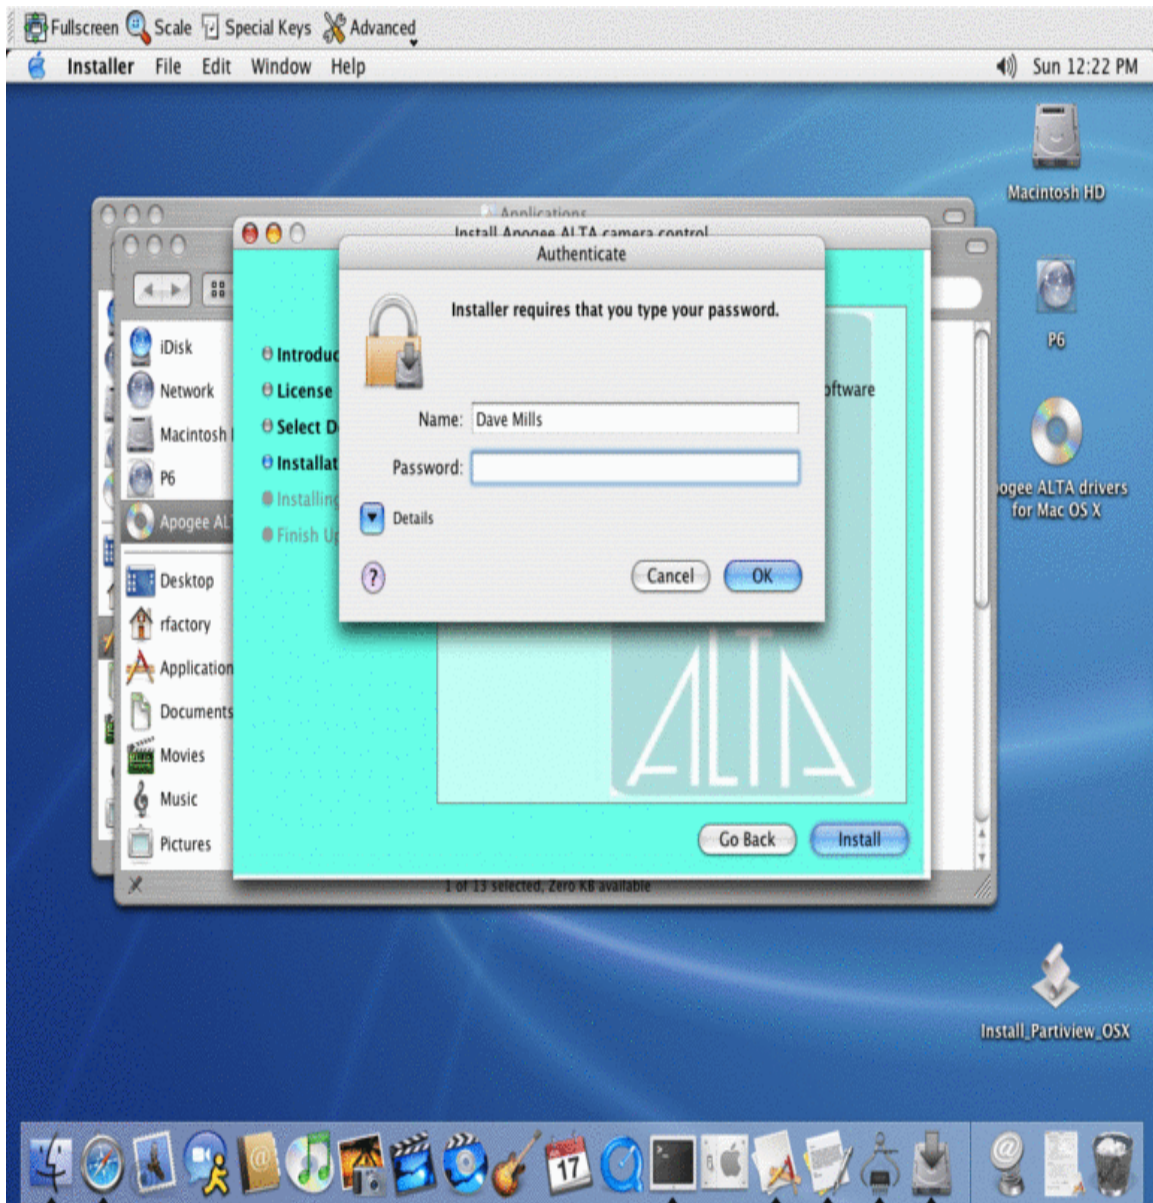 Fullscreen Scale Special Keys Advanced
Installer File Edit Window Help Sun 12:22 PM
Macintosh HD
Applications
Install Apogee ALTA camera control
Authenticate
Installer requires that you type your password.
P6
iDisk
Introduc
Network
License
oftware
Name: Dave Mills
Macintosh
Select D
P6
Installat
Password:
ogee ALTA drivers
for Mac OS X
Installing
Apogee AL
Details
Finish Up
Desktop
? Cancel OK
rfactory
Application
Documents
ALTA
Movies
Music
Pictures
Go Back Install
1 of 13 selected, Zero KB available
Install_Partiview_OSX
17